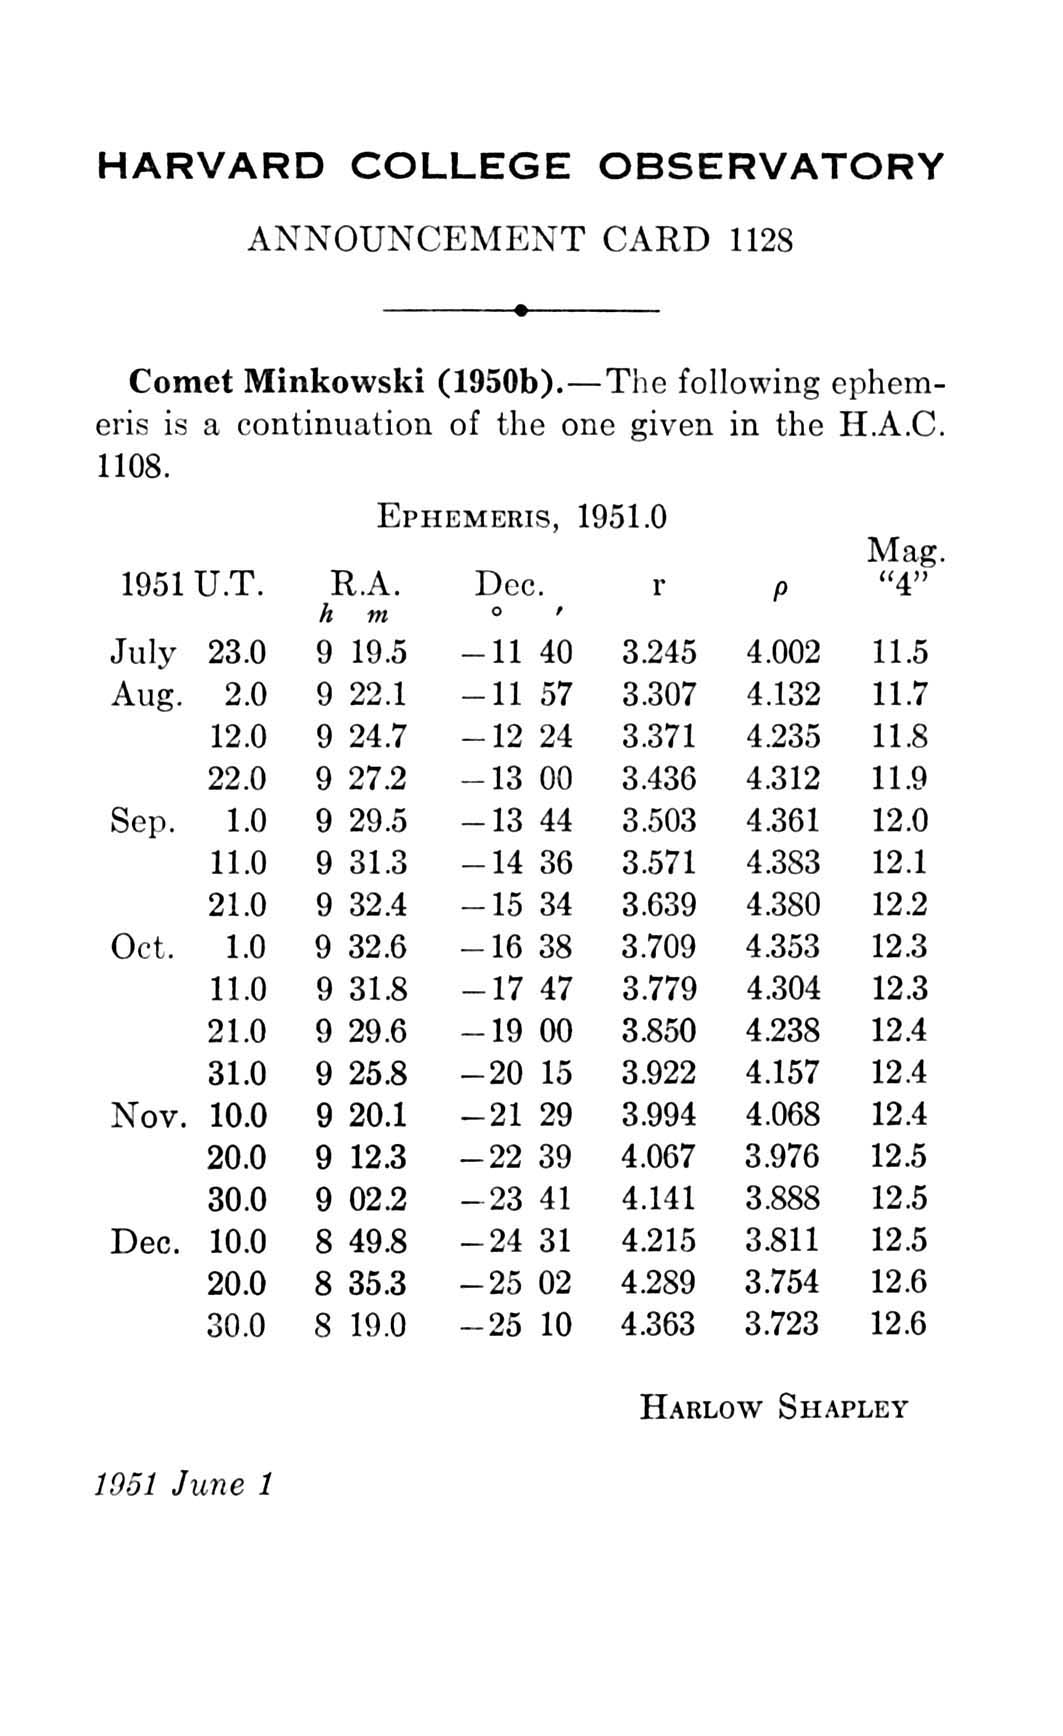 HARVARD COLLEGE OBSERVATORY
ANNOUNCEMENT CARD 1128
Comet Minkowski (1950b).—The following ephem-
eris is a continuation of the one given in the H.A.C.
1108.
EPHEMERIS, 1951.0
Mag.
1951 U.T. R.A. Dec. r ρ “4”
h m ° ′
July 23.0 9 19.5 −11 40 3.245 4.002 11.5
Aug. 2.0 9 22.1 −11 57 3.307 4.132 11.7
12.0 9 24.7 −12 24 3.371 4.235 11.8
22.0 9 27.2 −13 00 3.436 4.312 11.9
Sep. 1.0 9 29.5 −13 44 3.503 4.361 12.0
11.0 9 31.3 −14 36 3.571 4.383 12.1
21.0 9 32.4 −15 34 3.639 4.380 12.2
Oct. 1.0 9 32.6 −16 38 3.709 4.353 12.3
11.0 9 31.8 −17 47 3.779 4.304 12.3
21.0 9 29.6 −19 00 3.850 4.238 12.4
31.0 9 25.8 −20 15 3.922 4.157 12.4
Nov. 10.0 9 20.1 −21 29 3.994 4.068 12.4
20.0 9 12.3 −22 39 4.067 3.976 12.5
30.0 9 02.2 −23 41 4.141 3.888 12.5
Dec. 10.0 8 49.8 −24 31 4.215 3.811 12.5
20.0 8 35.3 −25 02 4.289 3.754 12.6
30.0 8 19.0 −25 10 4.363 3.723 12.6
HARLOW SHAPLEY
1951 June 1